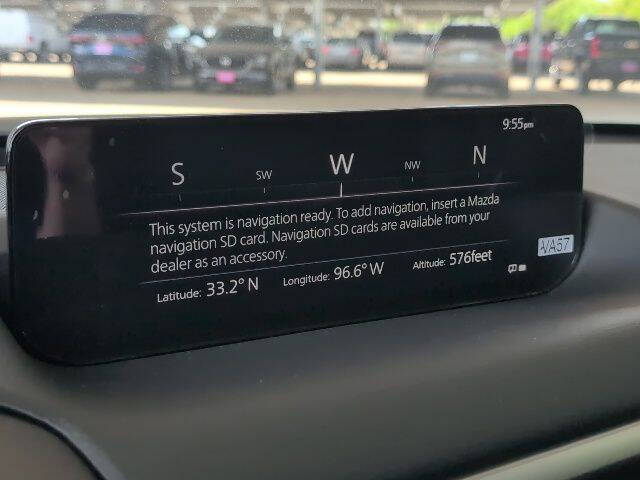 9:55pm
S SW W NW N
This system is navigation ready. To add navigation, insert a Mazda
navigation SD card. Navigation SD cards are available from your
dealer as an accessory.
Latitude: 33.2° N Longitude: 96.6° W Altitude: 576feet
VA57